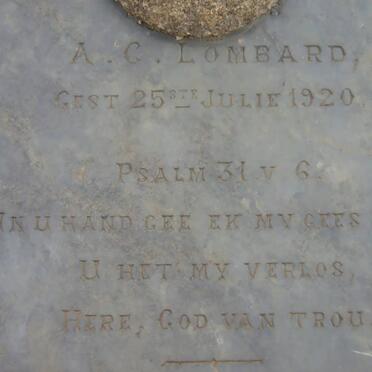 A. C. LOMBARD,
GEST 25STE JULIE 1920
PSALM 31 V 6.
IN U HAND GEE EK MY GEES
U HET MY VERLOS,
HERE, GOD VAN TROU